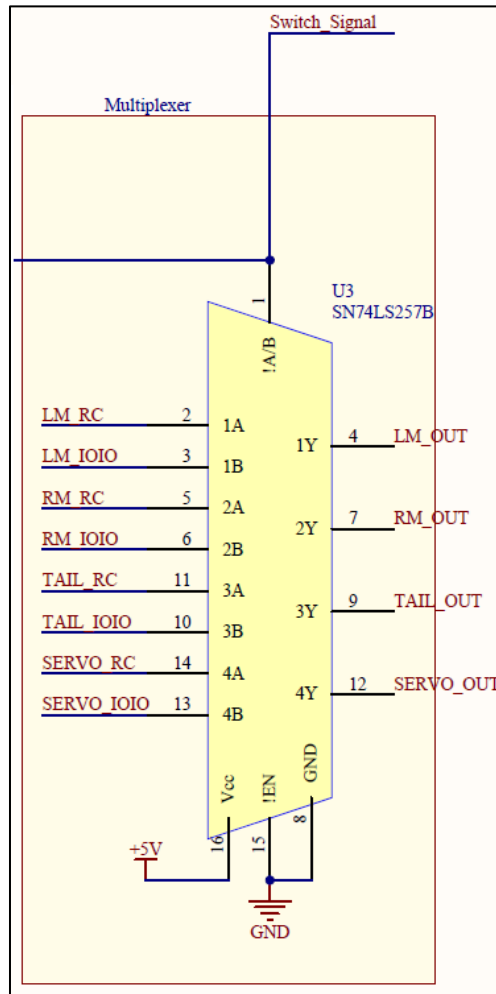 Switch_Signal
Multiplexer
1
U3
SN74LS257B
!A/B
LM_RC 2 1A
1Y 4 LM_OUT
LM_IOIO 3 1B
RM_RC 5 2A
2Y 7 RM_OUT
RM_IOIO 6 2B
TAIL_RC 11 3A
3Y 9 TAIL_OUT
TAIL_IOIO 10 3B
SERVO_RC 14 4A
4Y 12 SERVO_OUT
SERVO_IOIO 13 4B
Vcc !EN GND
16 15 8
+5V
GND